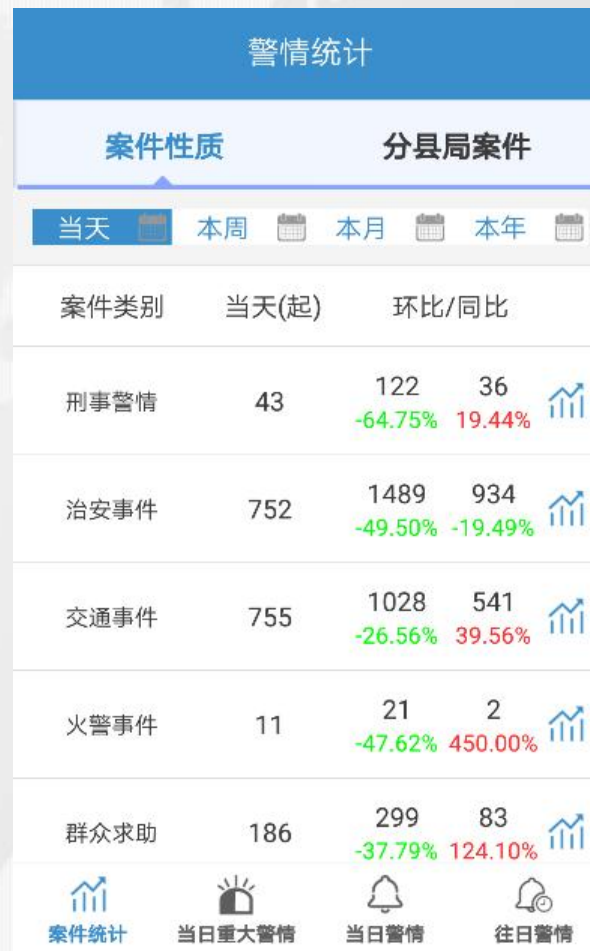 警情统计
案件性质 分县局案件
当天 本周 本月 本年
案件类别 当天(起) 环比/同比
刑事警情 43 122 36
-64.75% 19.44%
治安事件 752 1489 934
-49.50% -19.49%
交通事件 755 1028 541
-26.56% 39.56%
火警事件 11 21 2
-47.62% 450.00%
群众求助 186 299 83
-37.79% 124.10%
案件统计 当日重大警情 当日警情 往日警情